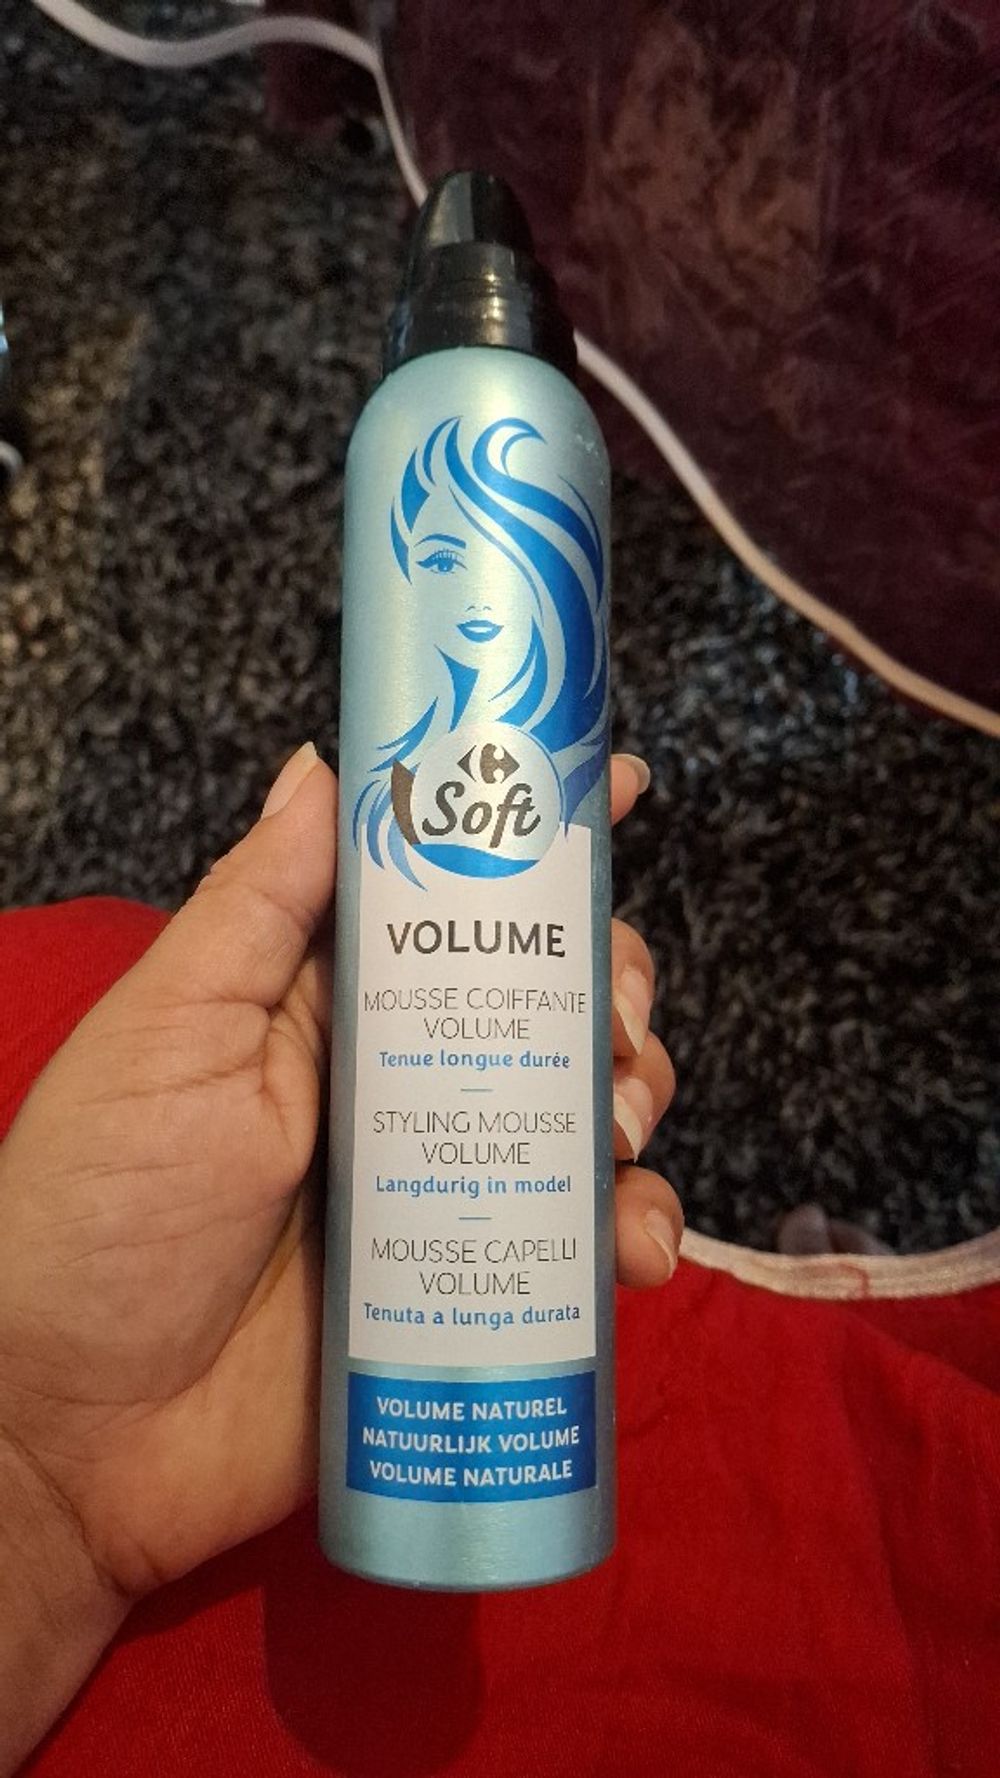 Soft
VOLUME
MOUSSE COIFFANTE
VOLUME
Tenue longue durée
STYLING MOUSSE
VOLUME
Langdurig in model
MOUSSE CAPELLI
VOLUME
Tenuta a lunga durata
VOLUME NATUREL
NATUURLIJK VOLUME
VOLUME NATURALE